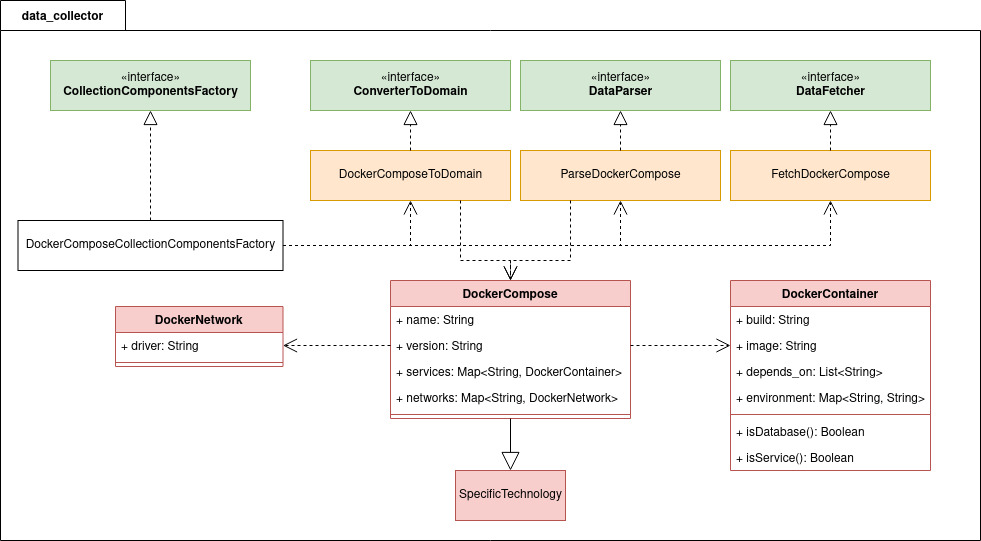 data_collector
«interface»
CollectionComponentsFactory
«interface»
ConverterToDomain
«interface»
DataParser
«interface»
DataFetcher
DockerComposeToDomain
ParseDockerCompose
FetchDockerCompose
DockerComposeCollectionComponentsFactory
DockerNetwork
+ driver: String
DockerCompose
+ name: String
+ version: String
+ services: Map<String, DockerContainer>
+ networks: Map<String, DockerNetwork>
DockerContainer
+ build: String
+ image: String
+ depends_on: List<String>
+ environment: Map<String, String>
+ isDatabase(): Boolean
+ isService(): Boolean
SpecificTechnology